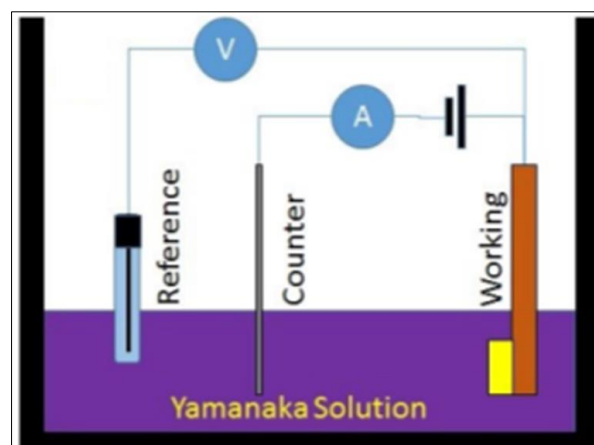 V
A
Reference
Counter
Working
Yamanaka Solution